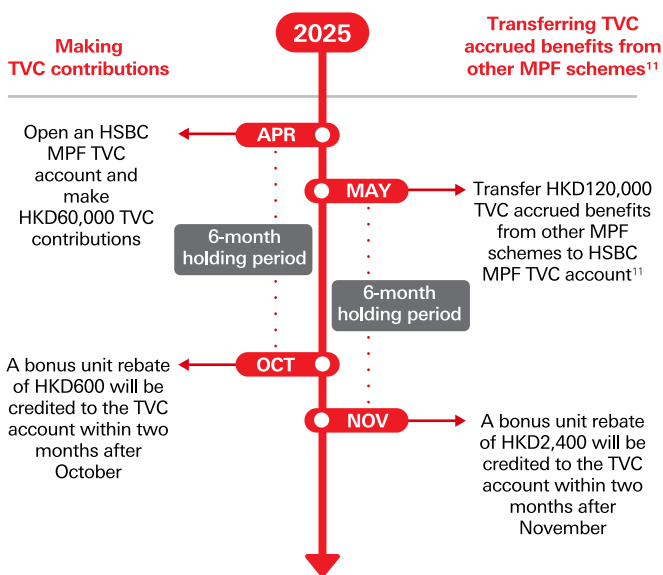 2025
Making
TVC contributions
Transferring TVC
accrued benefits from
other MPF schemes¹¹
APR
Open an HSBC
MPF TVC
account and
make
HKD60,000 TVC
contributions
MAY
Transfer HKD120,000
TVC accrued benefits
from other MPF
schemes to HSBC
MPF TVC account¹¹
6-month
holding period
6-month
holding period
OCT
A bonus unit rebate
of HKD600 will be
credited to the TVC
account within two
months after
October
NOV
A bonus unit rebate
of HKD2,400 will be
credited to the TVC
account within two
months after
November